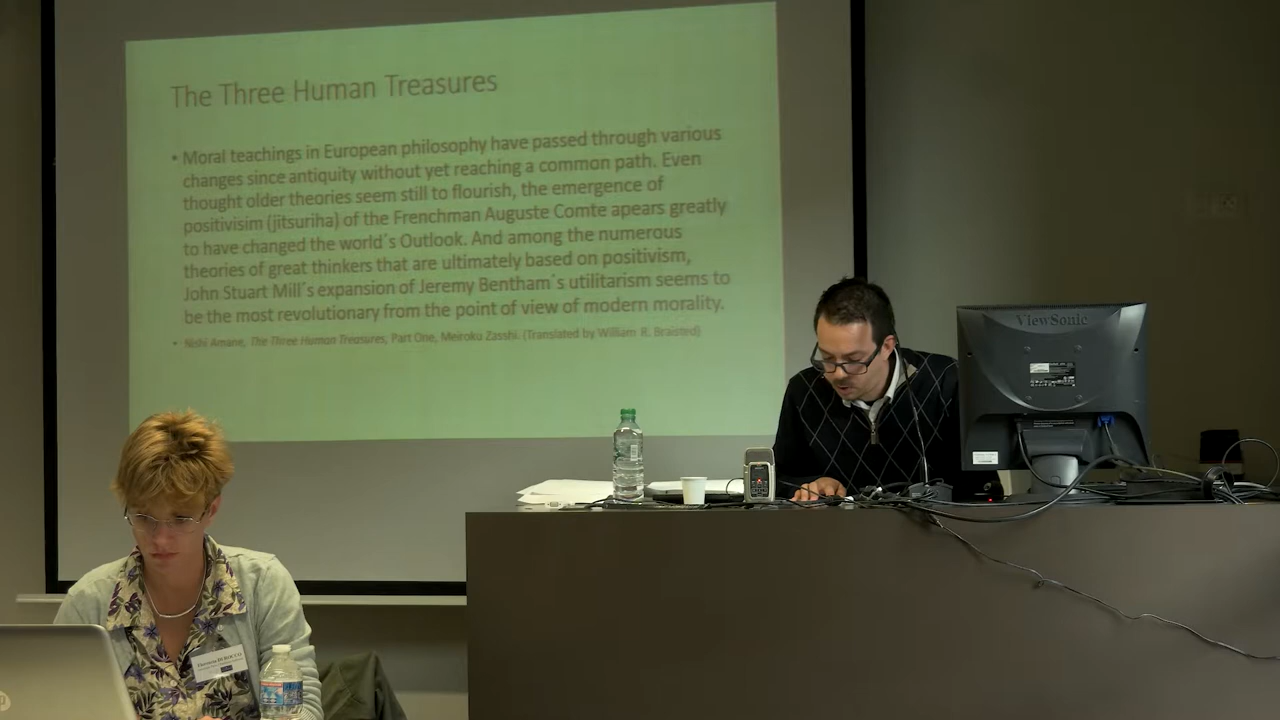 The Three Human Treasures
• Moral teachings in European philosophy have passed through various
changes since antiquity without yet reaching a common path. Even
thought older theories seem still to flourish, the emergence of
positivisim (jitsuriha) of the Frenchman Auguste Comte apears greatly
to have changed the world´s Outlook. And among the numerous
theories of great thinkers that are ultimately based on positivism,
John Stuart Mill´s expansion of Jeremy Bentham´s utilitarism seems to
be the most revolutionary from the point of view of modern morality.
• Nishi Amane, The Three Human Treasures, Part One, Meiroku Zasshi. (Translated by William R. Braisted)
ViewSonic